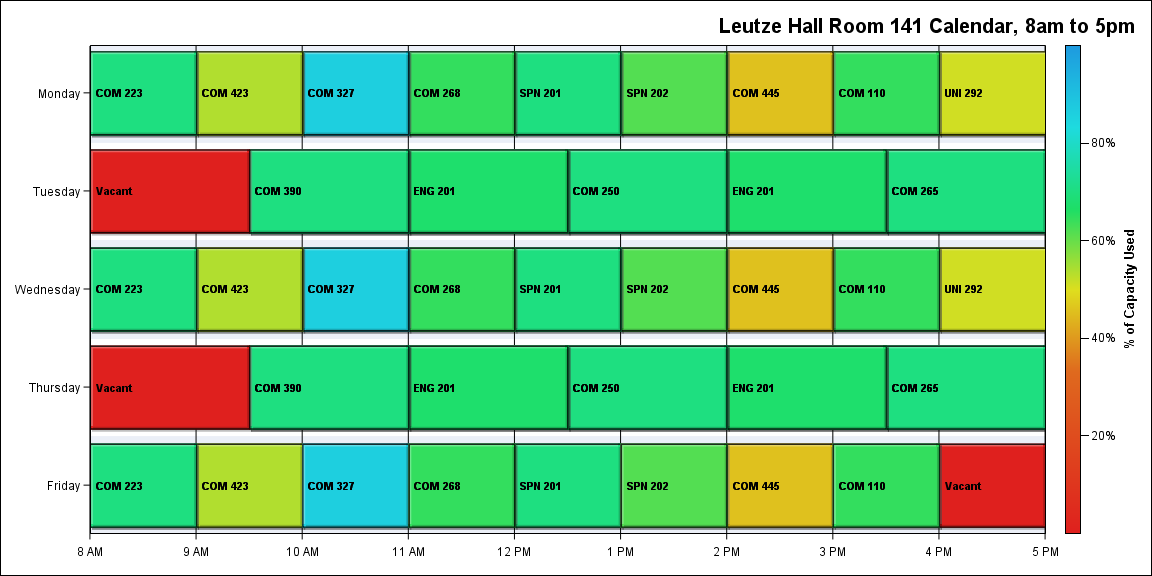 Leutze Hall Room 141 Calendar, 8am to 5pm
Monday
COM 223
COM 423
COM 327
COM 268
SPN 201
SPN 202
COM 445
COM 110
UNI 292
Tuesday
Vacant
COM 390
ENG 201
COM 250
ENG 201
COM 265
Wednesday
COM 223
COM 423
COM 327
COM 268
SPN 201
SPN 202
COM 445
COM 110
UNI 292
Thursday
Vacant
COM 390
ENG 201
COM 250
ENG 201
COM 265
Friday
COM 223
COM 423
COM 327
COM 268
SPN 201
SPN 202
COM 445
COM 110
Vacant
8 AM
9 AM
10 AM
11 AM
12 PM
1 PM
2 PM
3 PM
4 PM
5 PM
80%
60%
40%
20%
% of Capacity Used